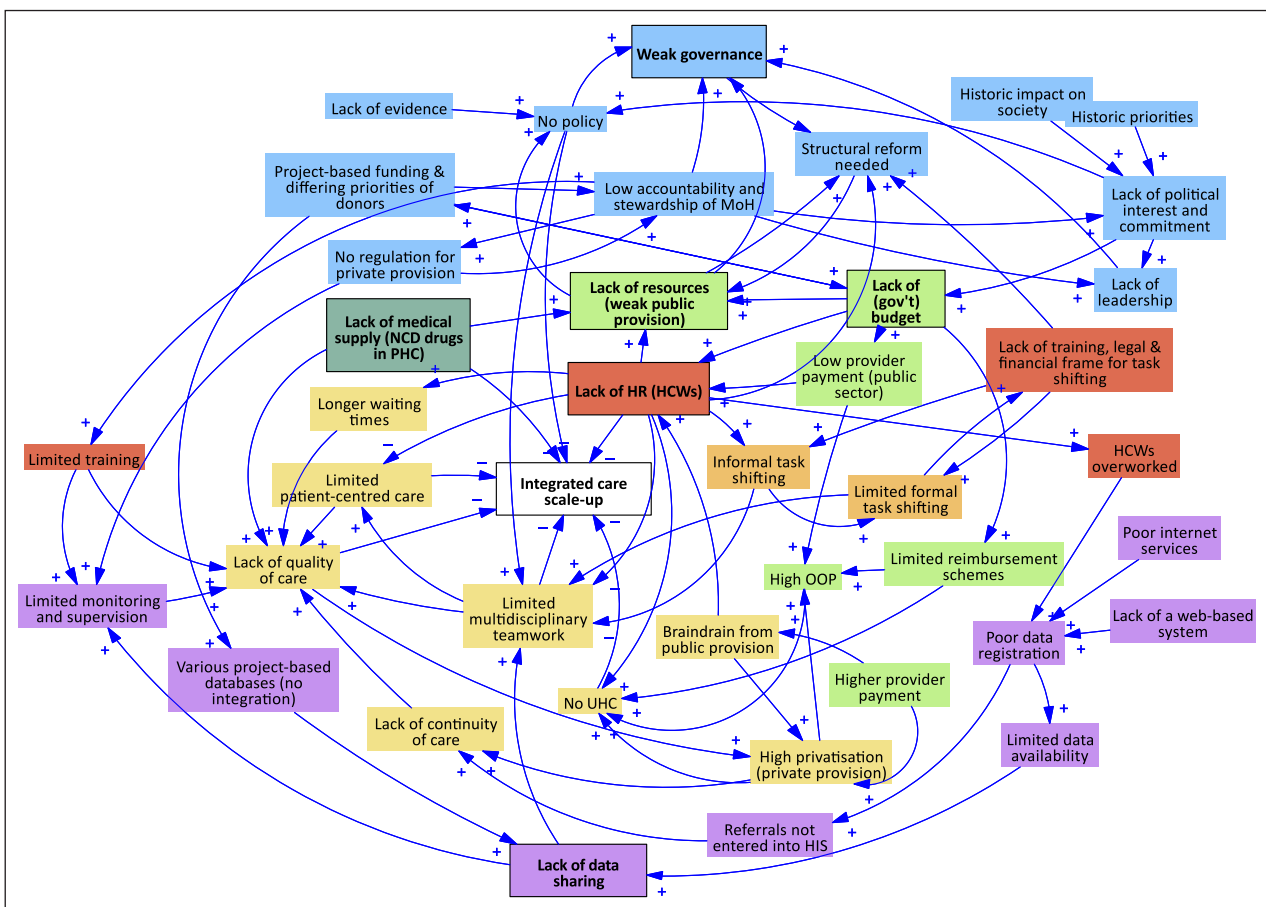 Weak governance
Lack of evidence
No policy
Historic impact on
society
Historic priorities
Structural reform
needed
Project-based funding &
differing priorities of
donors
Low accountability and
stewardship of MoH
Lack of political
interest and
commitment
No regulation for
private provision
Lack of
leadership
Lack of resources
(weak public
provision)
Lack of
(gov't)
budget
Lack of medical
supply (NCD drugs
in PHC)
Lack of training, legal &
financial frame for task
shifting
Low provider
payment (public
sector)
Lack of HR (HCWs)
Longer waiting
times
Limited training
HCWs
overworked
Informal task
shifting
Limited
patient-centred care
Integrated care
scale-up
Limited formal
task shifting
Poor internet
services
Lack of quality
of care
High OOP
Limited reimbursement
schemes
Limited monitoring
and supervision
Limited
multidisciplinary
teamwork
Braindrain from
public provision
Poor data
registration
Lack of a web-based
system
Various project-based
databases (no
integration)
Higher provider
payment
No UHC
Lack of continuity
of care
High privatisation
(private provision)
Limited data
availability
Referrals not
entered into HIS
Lack of data
sharing